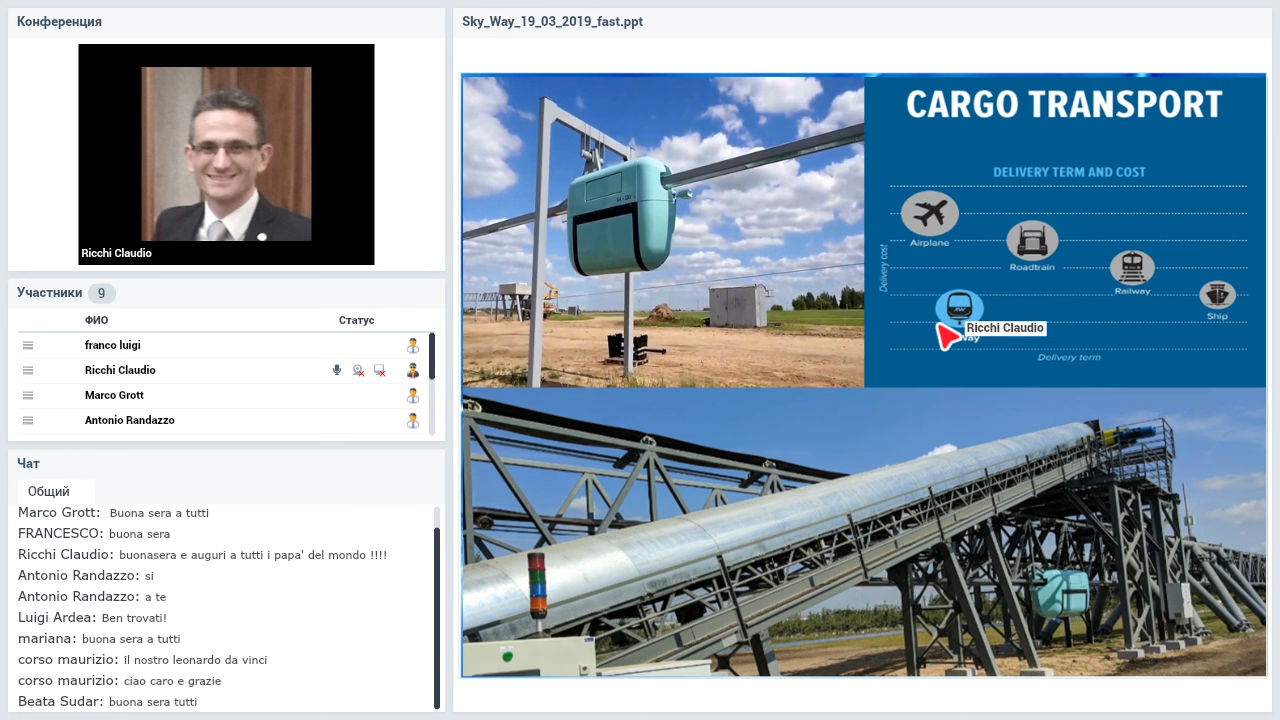 Конференция
Ricchi Claudio
Участники 9
ФИО Статус
franco luigi
Ricchi Claudio
Marco Grott
Antonio Randazzo
Чат
Общий
Marco Grott: Buona sera a tutti
FRANCESCO: buona sera
Ricchi Claudio: buonasera e auguri a tutti i papa' del mondo !!!!
Antonio Randazzo: si
Antonio Randazzo: a te
Luigi Ardea: Ben trovati!
mariana: buona sera a tutti
corso maurizio: il nostro leonardo da vinci
corso maurizio: ciao caro e grazie
Beata Sudar: buona sera tutti
Sky_Way_19_03_2019_fast.ppt
CARGO TRANSPORT
DELIVERY TERM AND COST
Delivery cost
Airplane
Roadtrain
Railway
Ship
Ricchi Claudio
way
Delivery term